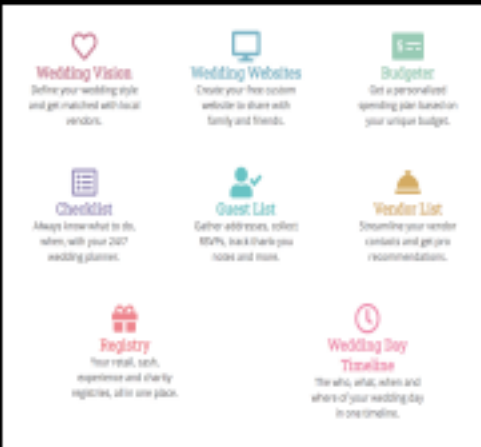 Wedding Vision
Define your wedding style
and get matched with local
vendors.
Wedding Websites
Create your free custom
website to share with
family and friends.
Budgeter
Get a personalized
spending plan based on
your unique budget.
Checklist
Always know what to do,
when, with your 24/7
wedding planner.
Guest List
Gather addresses, collect
RSVPs, track thank you
notes and more.
Vendor List
Streamline your vendor
contacts and get pro
recommendations.
Registry
Your retail, cash,
experience and charity
registries, all in one place.
Wedding Day
Timeline
The who, what, when and
where of your wedding day
in one timeline.